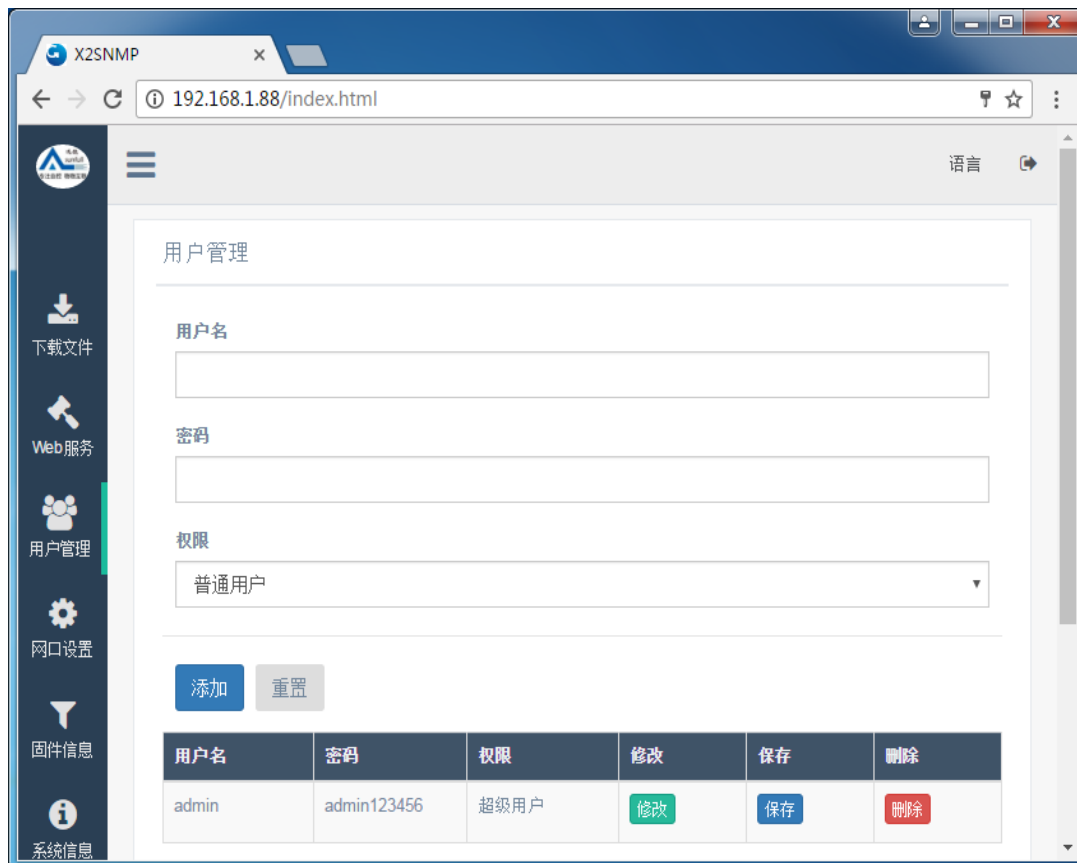 X2SNMP
192.168.1.88/index.html
语言
用户管理
下载文件
Web服务
用户管理
网口设置
固件信息
系统信息
用户名
密码
权限
普通用户
添加 重置
用户名 密码 权限 修改 保存 删除
admin admin123456 超级用户 修改 保存 删除